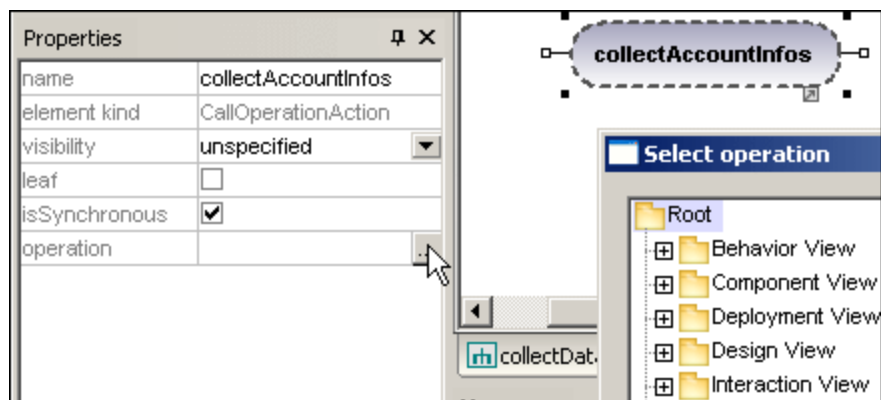 Properties
name collectAccountInfos
element kind CallOperationAction
visibility unspecified
leaf
isSynchronous
operation ...
collectAccountInfos
Select operation
Root
Behavior View
Component View
Deployment View
Design View
Interaction View
collectDat